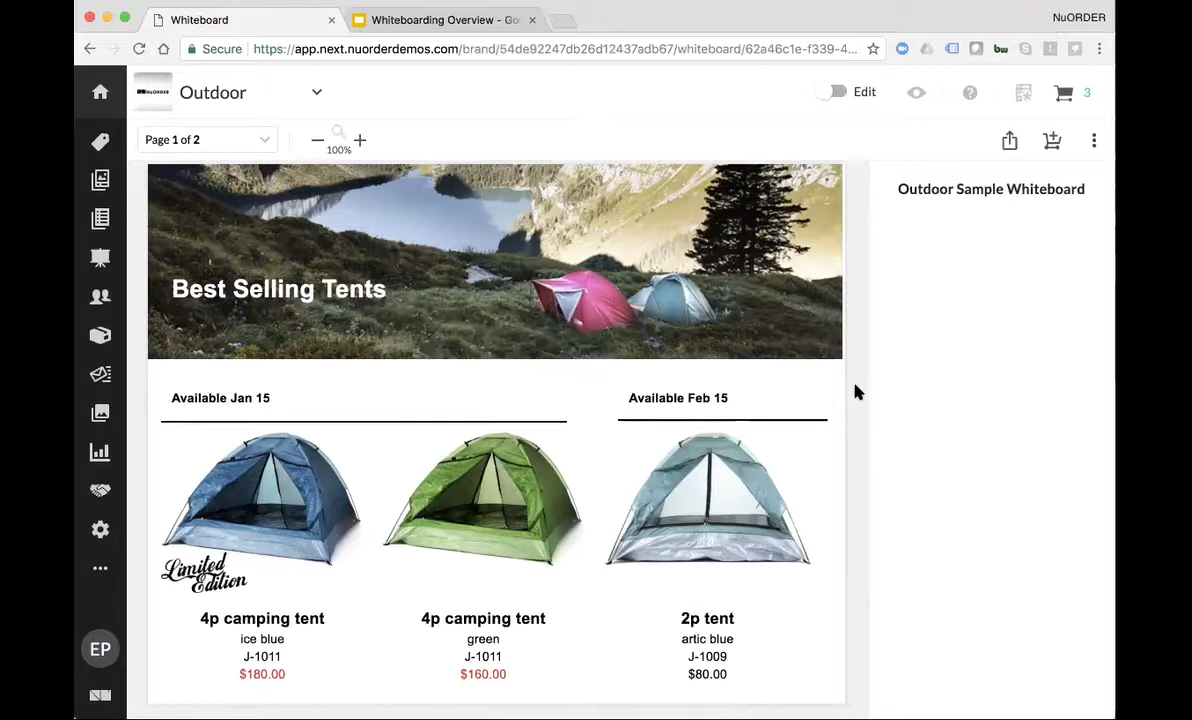 Whiteboard
Whiteboarding Overview - Go
NuORDER
Secure
https://app.next.nuorderdemos.com/brand/54de92247db26d12437adb67/whiteboard/62a46c1e-f339-4...
bw
NUORDER
Outdoor
Edit
3
Page 1 of 2
100%
Outdoor Sample Whiteboard
Best Selling Tents
Available Jan 15
Available Feb 15
Limited
Edition
4p camping tent
ice blue
J-1011
$180.00
4p camping tent
green
J-1011
$160.00
2p tent
artic blue
J-1009
$80.00
EP